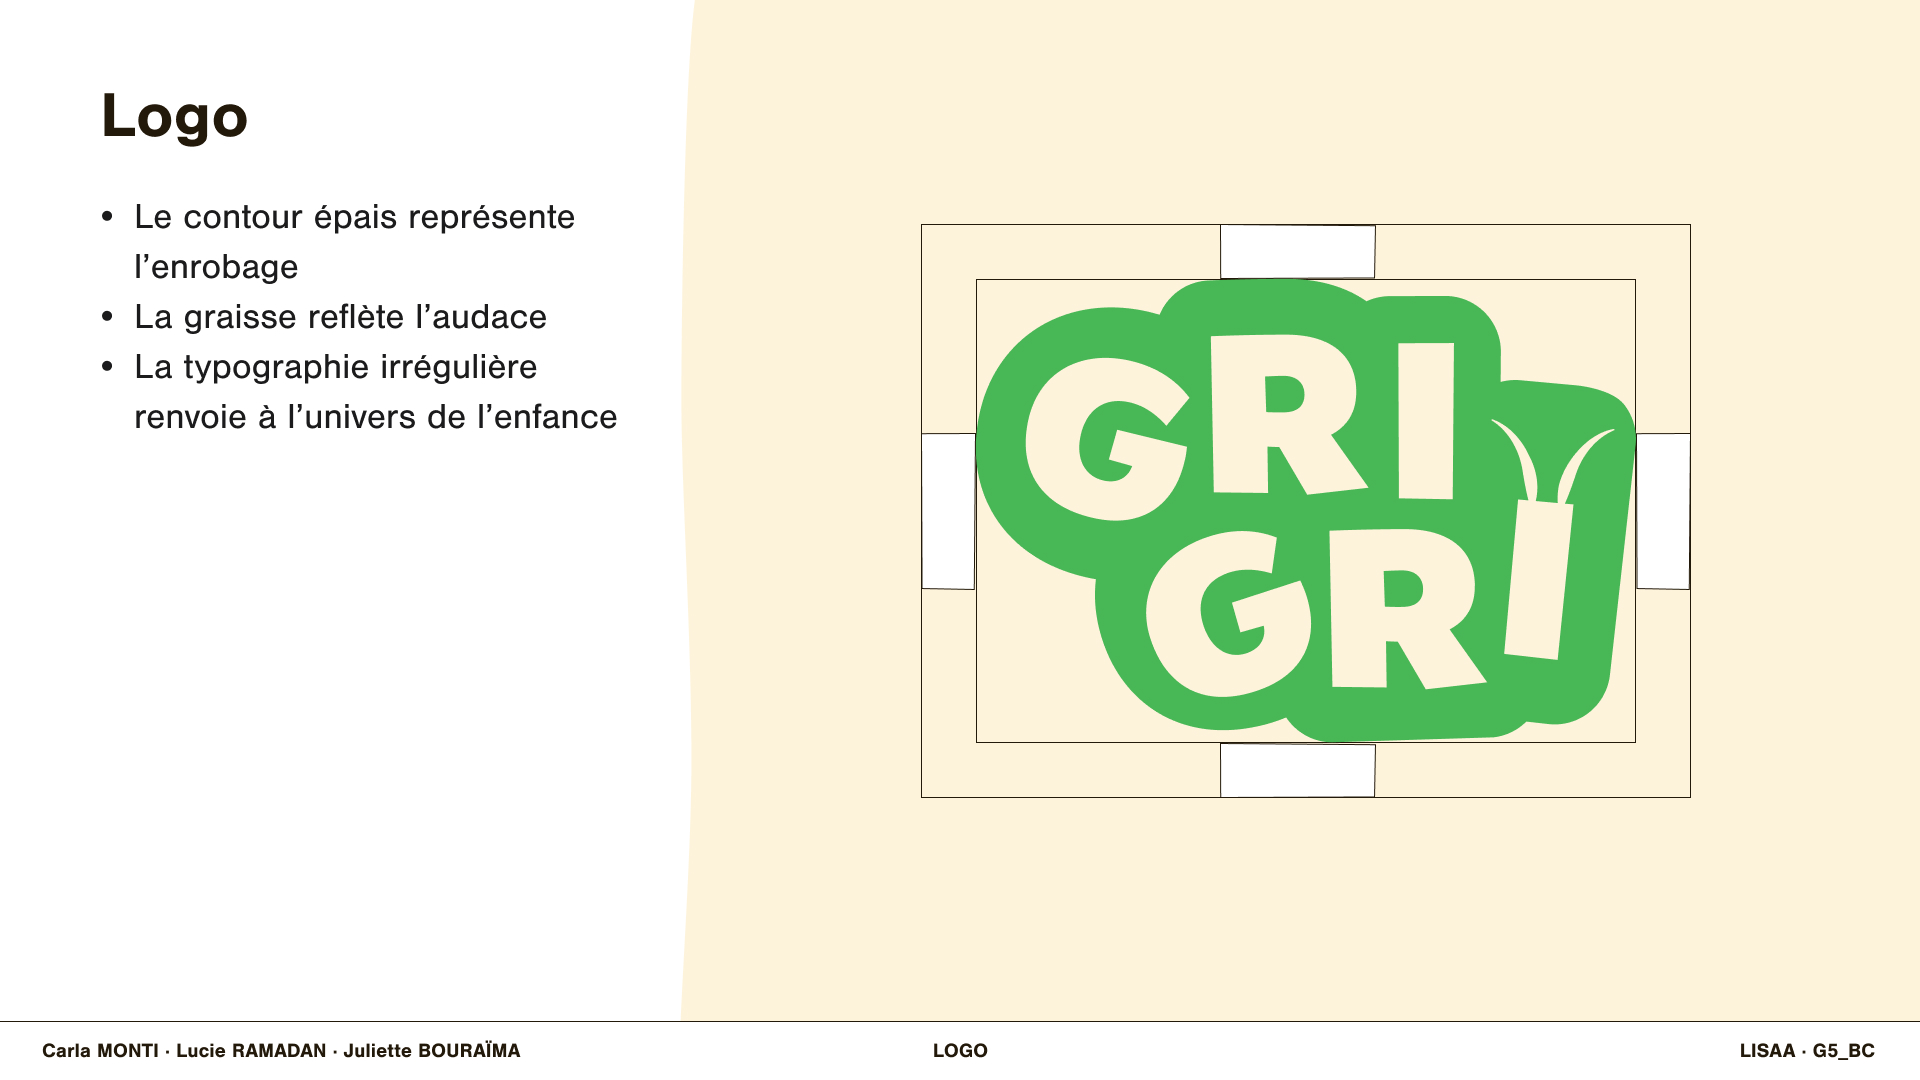 Logo
• Le contour épais représente
l’enrobage
• La graisse reflète l’audace
• La typographie irrégulière
renvoie à l’univers de l’enfance
GRI
GRI
Carla MONTI · Lucie RAMADAN · Juliette BOURAÏMA
LOGO
LISAA · G5_BC